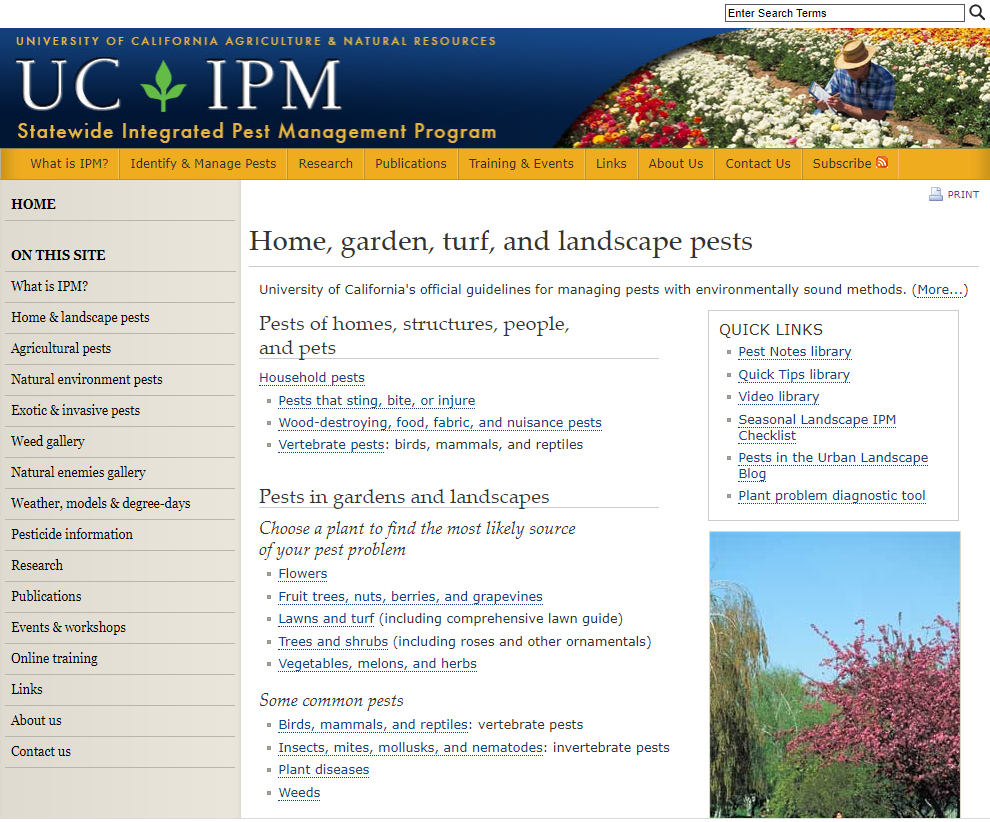 Enter Search Terms
UNIVERSITY OF CALIFORNIA AGRICULTURE & NATURAL RESOURCES
UC IPM
Statewide Integrated Pest Management Program
What is IPM? Identify & Manage Pests Research Publications Training & Events Links About Us Contact Us Subscribe
PRINT
HOME
ON THIS SITE
What is IPM?
Home & landscape pests
Agricultural pests
Natural environment pests
Exotic & invasive pests
Weed gallery
Natural enemies gallery
Weather, models & degree-days
Pesticide information
Research
Publications
Events & workshops
Online training
Links
About us
Contact us
Home, garden, turf, and landscape pests
University of California's official guidelines for managing pests with environmentally sound methods. (More...)
Pests of homes, structures, people,
and pets
Household pests
Pests that sting, bite, or injure
Wood-destroying, food, fabric, and nuisance pests
Vertebrate pests: birds, mammals, and reptiles
Pests in gardens and landscapes
Choose a plant to find the most likely source
of your pest problem
Flowers
Fruit trees, nuts, berries, and grapevines
Lawns and turf (including comprehensive lawn guide)
Trees and shrubs (including roses and other ornamentals)
Vegetables, melons, and herbs
Some common pests
Birds, mammals, and reptiles: vertebrate pests
Insects, mites, mollusks, and nematodes: invertebrate pests
Plant diseases
Weeds
QUICK LINKS
Pest Notes library
Quick Tips library
Video library
Seasonal Landscape IPM
Checklist
Pests in the Urban Landscape
Blog
Plant problem diagnostic tool